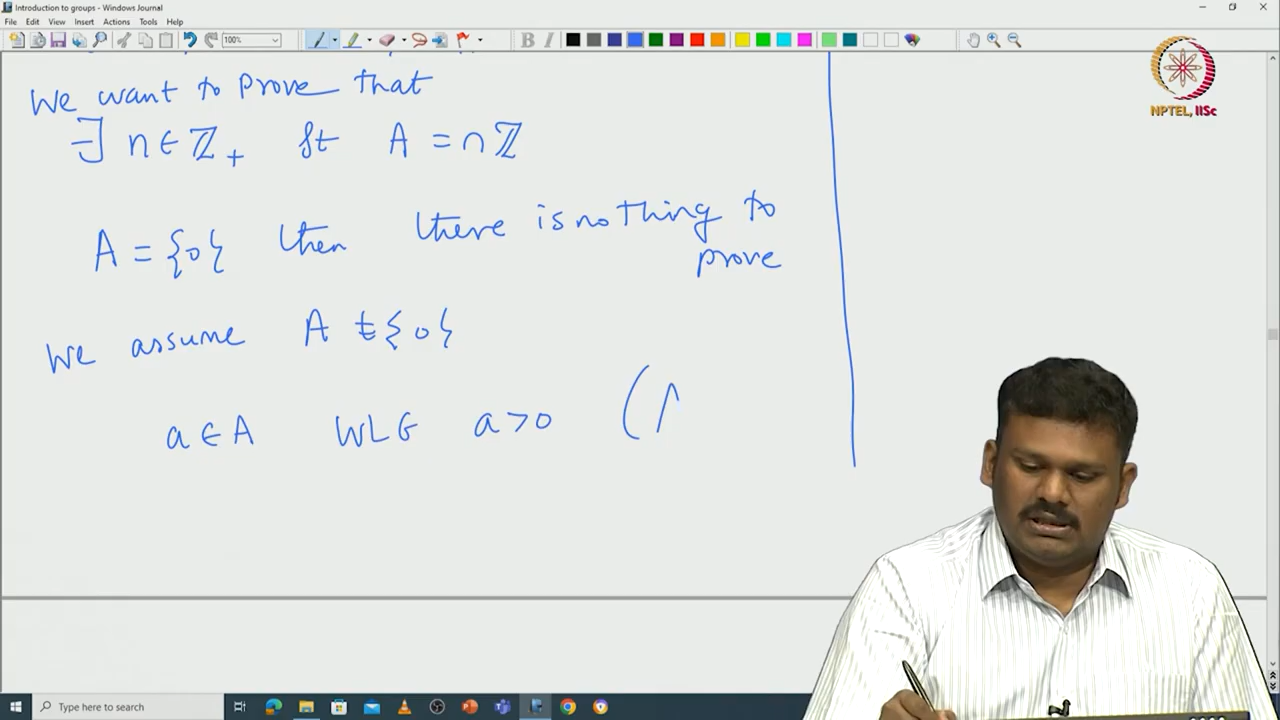 Introduction to groups - Windows Journal
File Edit View Insert Actions Tools Help
100%
B I
NPTEL, IISc
We want to prove that
∃ n ∈ ℤ₊ st A = nℤ
A = {0} then there is nothing to
prove
We assume A ≠ {0}
a ∈ A WLG a > 0 (
Type here to search